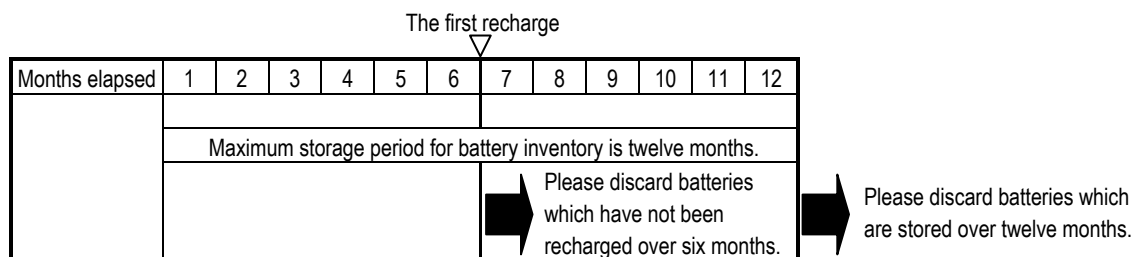 The first recharge
Months elapsed 1 2 3 4 5 6 7 8 9 10 11 12
Maximum storage period for battery inventory is twelve months.
Please discard batteries
which have not been
recharged over six months.
Please discard batteries which
are stored over twelve months.